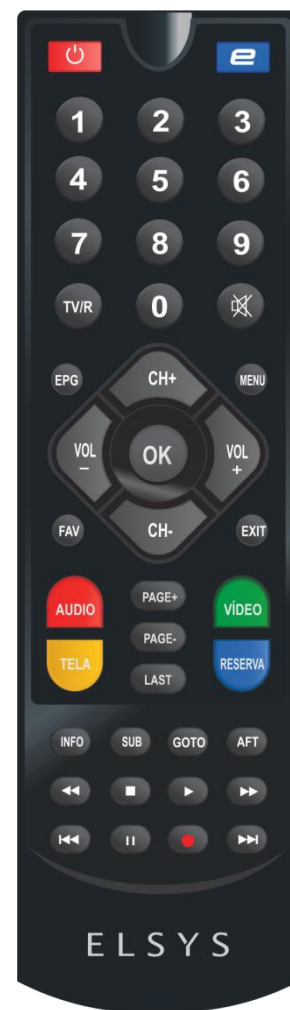 e
1 2 3
4 5 6
7 8 9
TV/R 0
EPG CH+ MENU
VOL - OK VOL +
FAV CH- EXIT
AUDIO PAGE+ VÍDEO
PAGE-
TELA LAST RESERVA
INFO SUB GOTO AFT
ELSYS